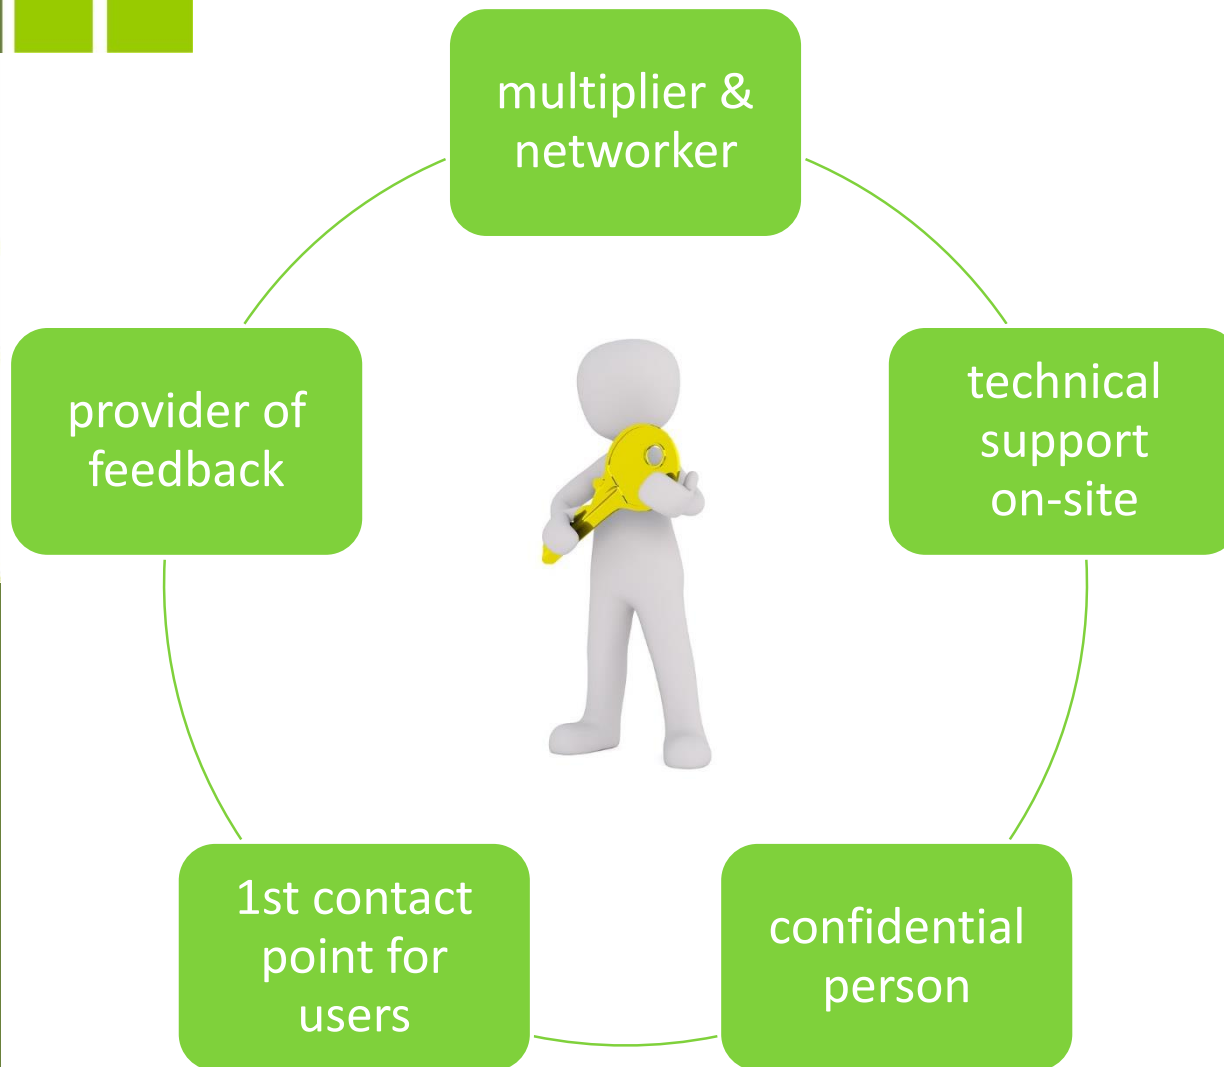 multiplier &
networker
technical
support
on-site
confidential
person
1st contact
point for
users
provider of
feedback